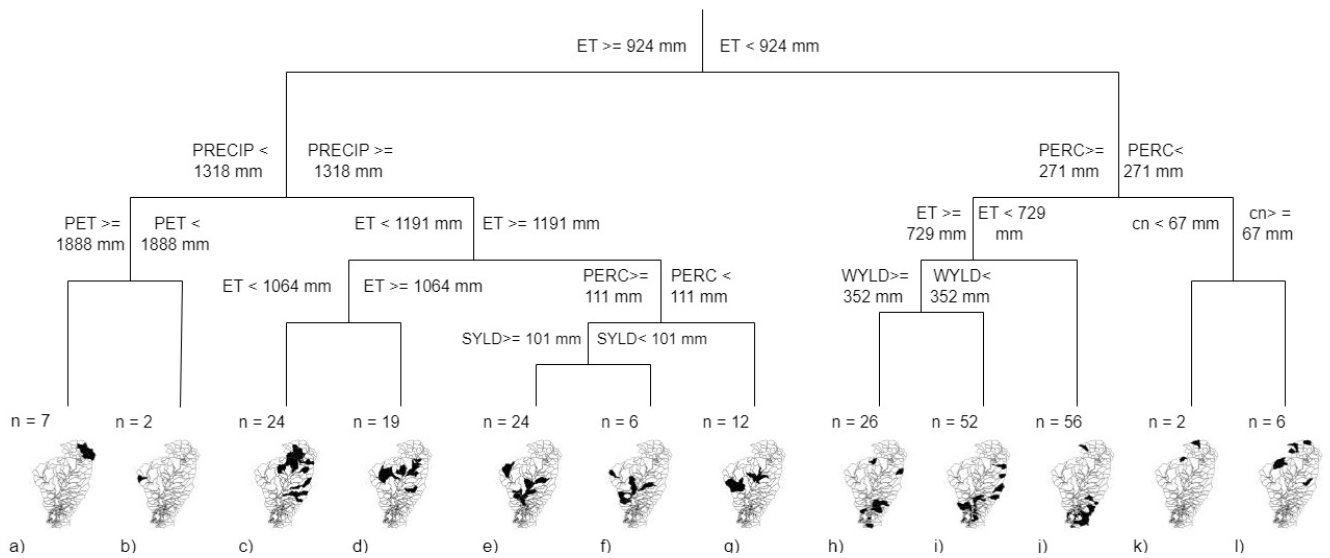 ET >= 924 mm
ET < 924 mm
PRECIP <
1318 mm
PRECIP >=
1318 mm
PERC>=
271 mm
PERC<
271 mm
PET >=
1888 mm
PET <
1888 mm
ET < 1191 mm
ET >= 1191 mm
ET >=
729 mm
ET < 729
mm
cn < 67 mm
cn> =
67 mm
ET < 1064 mm
ET >= 1064 mm
PERC>=
111 mm
PERC <
111 mm
WYLD>=
352 mm
WYLD<
352 mm
SYLD>= 101 mm
SYLD< 101 mm
n = 7
n = 2
n = 24
n = 19
n = 24
n = 6
n = 12
n = 26
n = 52
n = 56
n = 2
n = 6
a)
b)
c)
d)
e)
f)
g)
h)
i)
j)
k)
l)